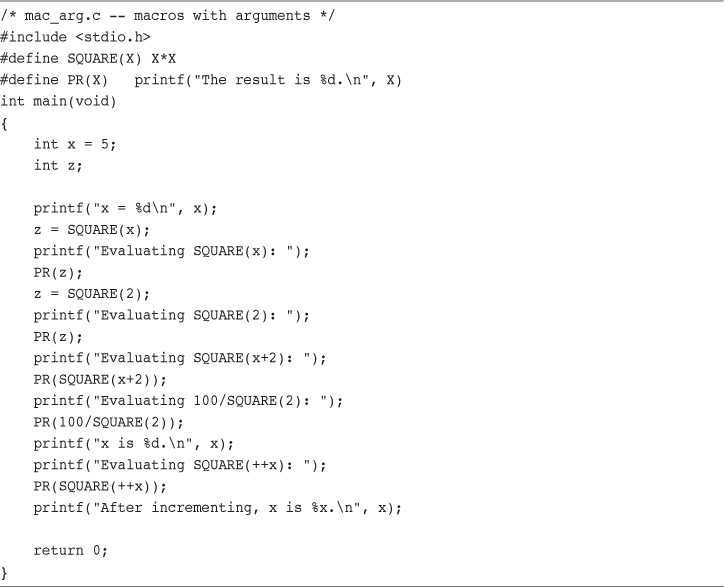 /* mac_arg.c -- macros with arguments */
#include <stdio.h>
#define SQUARE(X) X*X
#define PR(X)   printf("The result is %d.\n", X)
int main(void)
{
    int x = 5;
    int z;

    printf("x = %d\n", x);
    z = SQUARE(x);
    printf("Evaluating SQUARE(x): ");
    PR(z);
    z = SQUARE(2);
    printf("Evaluating SQUARE(2): ");
    PR(z);
    printf("Evaluating SQUARE(x+2): ");
    PR(SQUARE(x+2));
    printf("Evaluating 100/SQUARE(2): ");
    PR(100/SQUARE(2));
    printf("x is %d.\n", x);
    printf("Evaluating SQUARE(++x): ");
    PR(SQUARE(++x));
    printf("After incrementing, x is %x.\n", x);

    return 0;
}